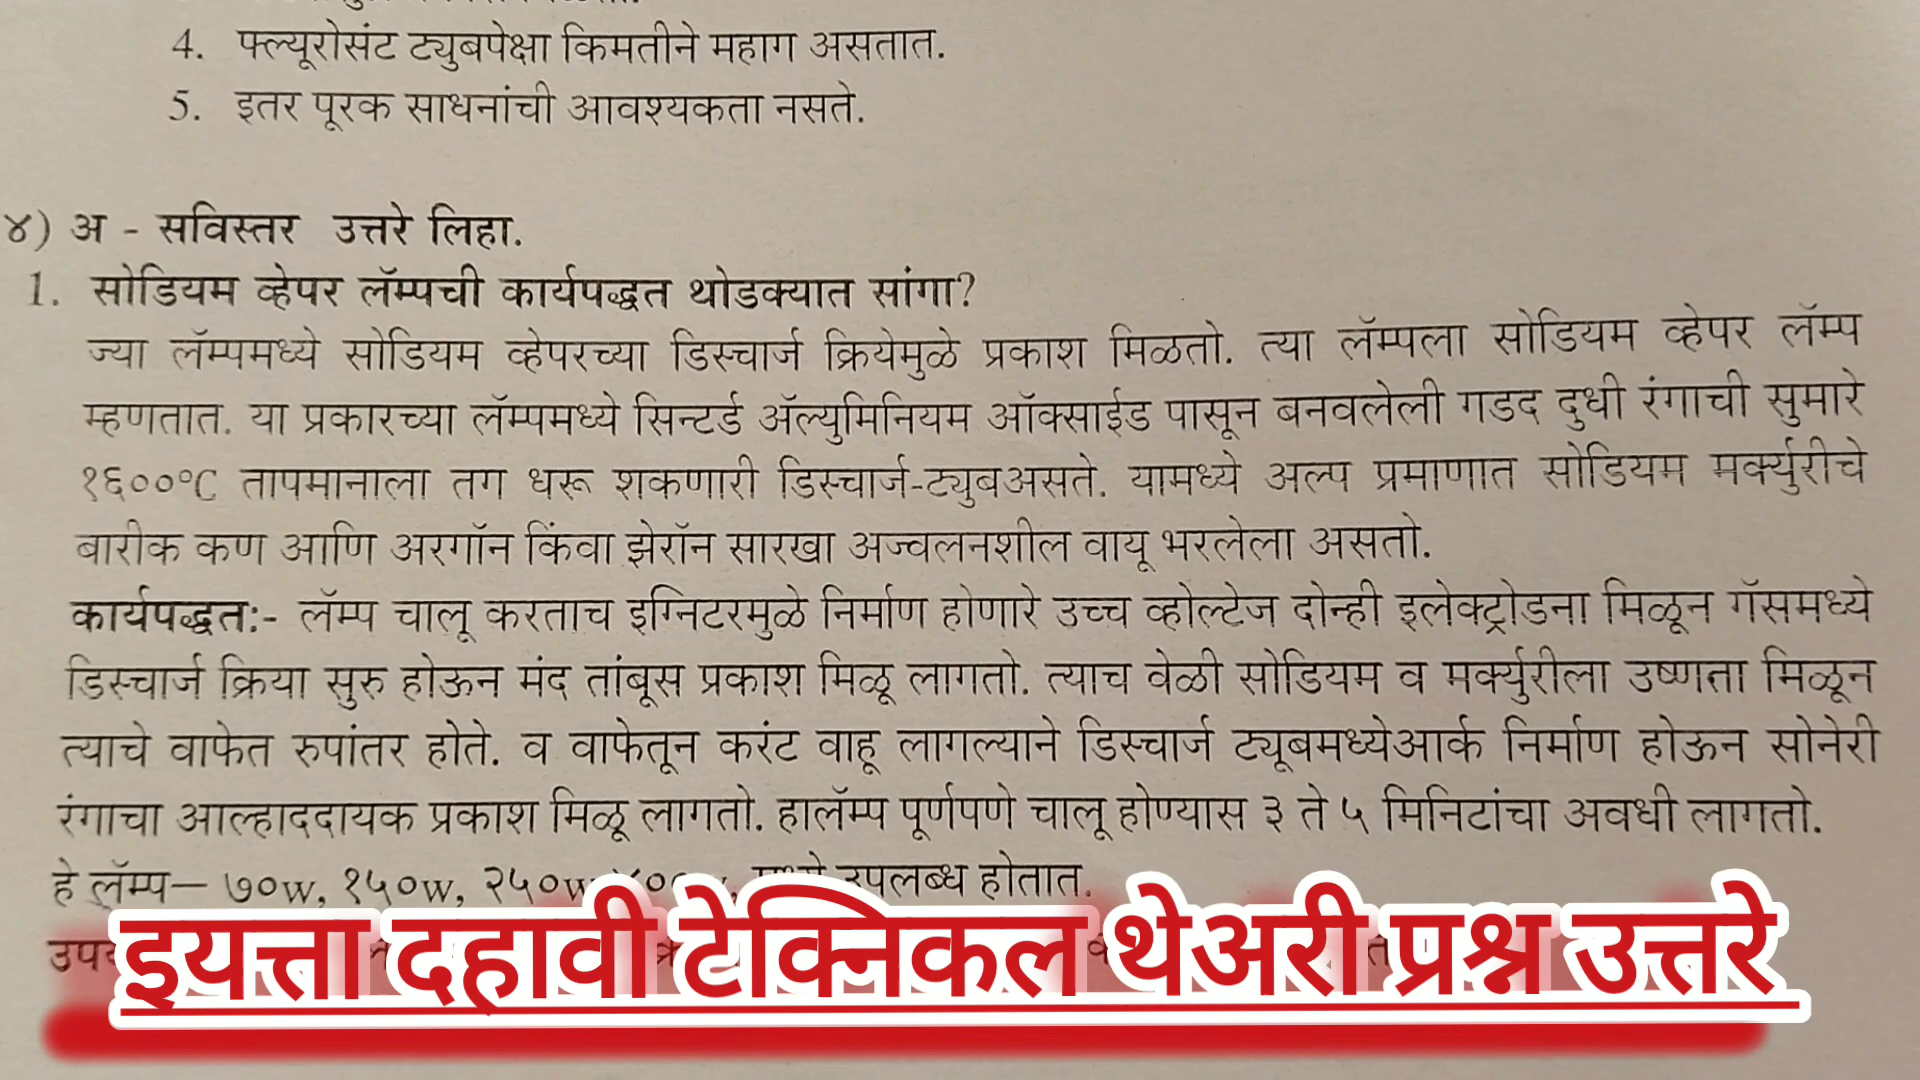 4. फ्ल्यूरोसंट ट्युबपेक्षा किमतीने महाग असतात.
5. इतर पूरक साधनांची आवश्यकता नसते.
४) अ - सविस्तर उत्तरे लिहा.
1. सोडियम व्हेपर लॅम्पची कार्यपद्धत थोडक्यात सांगा?
ज्या लॅम्पमध्ये सोडियम व्हेपरच्या डिस्चार्ज क्रियेमुळे प्रकाश मिळतो. त्या लॅम्पला सोडियम व्हेपर लॅम्प
म्हणतात. या प्रकारच्या लॅम्पमध्ये सिन्टर्ड ॲल्युमिनियम ऑक्साईड पासून बनवलेली गडद दुधी रंगाची सुमारे
१६००°C तापमानाला तग धरू शकणारी डिस्चार्ज-ट्युबअसते. यामध्ये अल्प प्रमाणात सोडियम मर्क्युरीचे
बारीक कण आणि अरगॉन किंवा झेरॉन सारखा अज्वलनशील वायू भरलेला असतो.
कार्यपद्धत:- लॅम्प चालू करताच इग्निटरमुळे निर्माण होणारे उच्च व्होल्टेज दोन्ही इलेक्ट्रोडना मिळून गॅसमध्ये
डिस्चार्ज क्रिया सुरु होऊन मंद तांबूस प्रकाश मिळू लागतो. त्याच वेळी सोडियम व मर्क्युरीला उष्णता मिळून
त्याचे वाफेत रुपांतर होते. व वाफेतून करंट वाहू लागल्याने डिस्चार्ज ट्यूबमध्येआर्क निर्माण होऊन सोनेरी
रंगाचा आल्हाददायक प्रकाश मिळू लागतो. हालॅम्प पूर्णपणे चालू होण्यास ३ ते ५ मिनिटांचा अवधी लागतो.
हे लॅम्प— ७०w, १५०w, २५०w उपलब्ध होतात.
इयत्ता दहावी टेक्निकल थेअरी प्रश्न उत्तरे